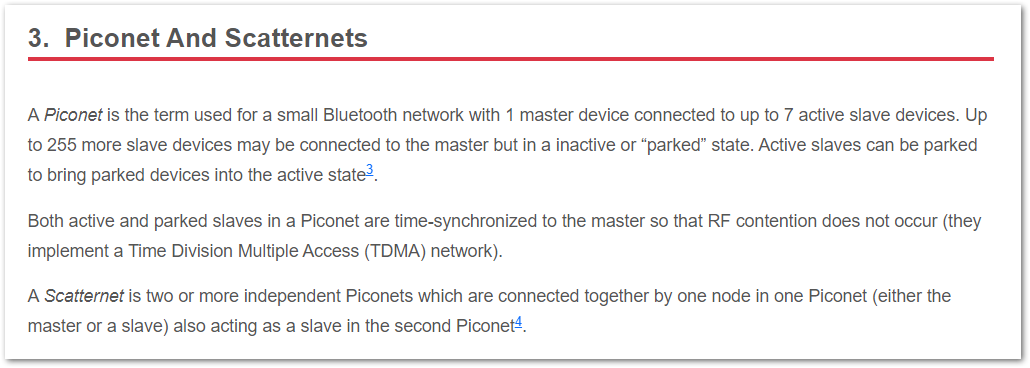 3. Piconet And Scatternets
A Piconet is the term used for a small Bluetooth network with 1 master device connected to up to 7 active slave devices. Up
to 255 more slave devices may be connected to the master but in a inactive or “parked” state. Active slaves can be parked
to bring parked devices into the active state3.
Both active and parked slaves in a Piconet are time-synchronized to the master so that RF contention does not occur (they
implement a Time Division Multiple Access (TDMA) network).
A Scatternet is two or more independent Piconets which are connected together by one node in one Piconet (either the
master or a slave) also acting as a slave in the second Piconet4.